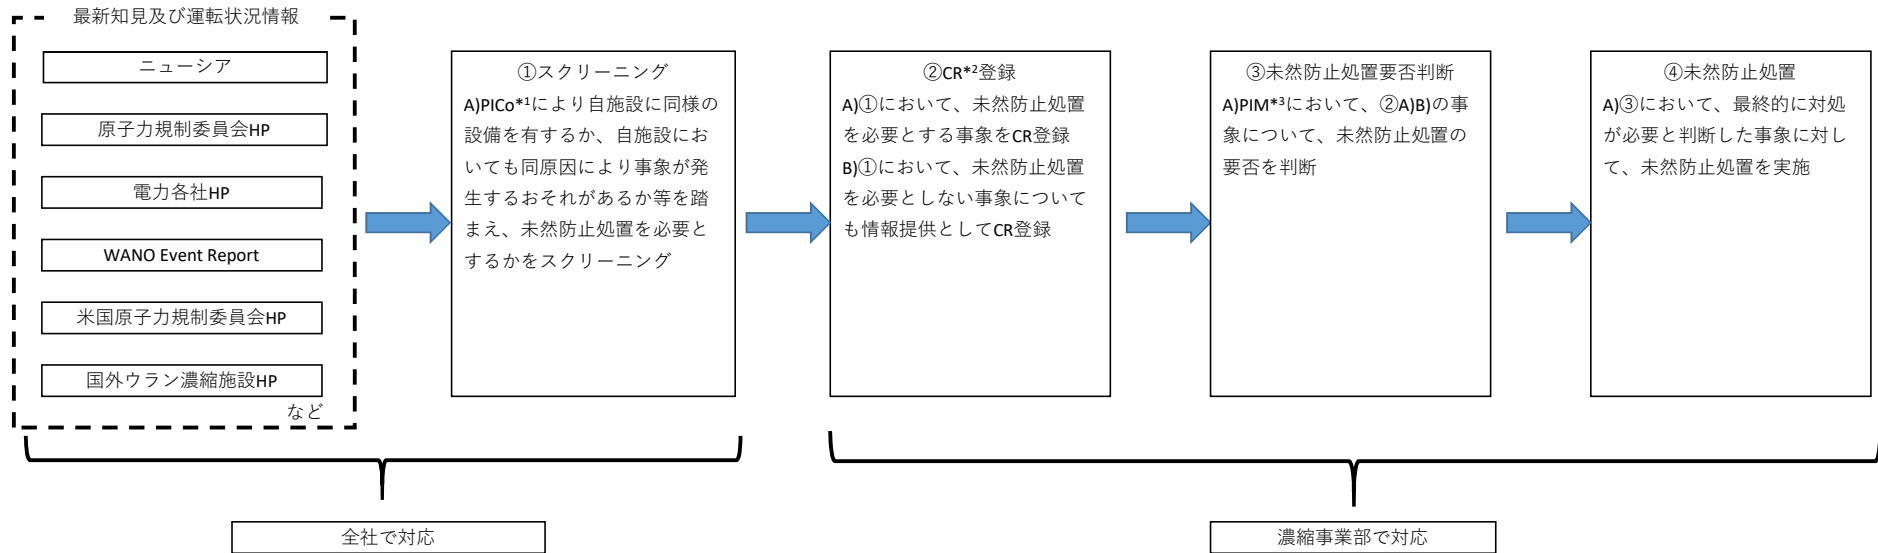 最新知見及び運転状況情報
ニューシア
原子力規制委員会HP
電力各社HP
WANO Event Report
米国原子力規制委員会HP
国外ウラン濃縮施設HP
など
①スクリーニング
A)PICo*1により自施設に同様の
設備を有するか、自施設にお
いても同原因により事象が発
生するおそれがあるか等を踏
まえ、未然防止処置を必要と
するかをスクリーニング
②CR*2登録
A)①において、未然防止処置
を必要とする事象をCR登録
B)①において、未然防止処置
を必要としない事象について
も情報提供としてCR登録
③未然防止処置要否判断
A)PIM*3において、②A)B)の事
象について、未然防止処置の
要否を判断
④未然防止処置
A)③において、最終的に対処
が必要と判断した事象に対し
て、未然防止処置を実施
全社で対応
濃縮事業部で対応